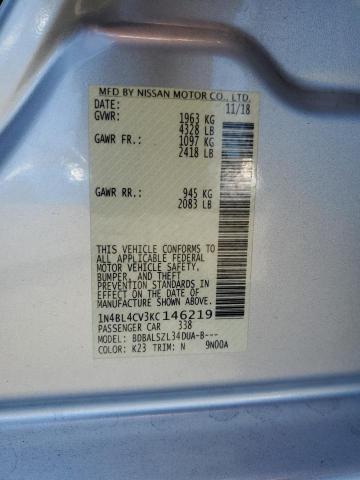 MFD BY NISSAN MOTOR CO., LTD.
DATE: 11/18
GVWR: 1963 KG
4328 LB
GAWR FR.: 1097 KG
2418 LB
GAWR RR.: 945 KG
2083 LB
THIS VEHICLE CONFORMS TO
ALL APPLICABLE FEDERAL
MOTOR VEHICLE SAFETY,
BUMPER, AND THEFT
PREVENTION STANDARDS IN
EFFECT ON THE DATE OF
MANUFACTURE SHOWN ABOVE.
1N4BL4CV3KC 146219
PASSENGER CAR 338
MODEL: BDBALSZL34DUA-B---
COLOR: K23 TRIM: N 9N00A